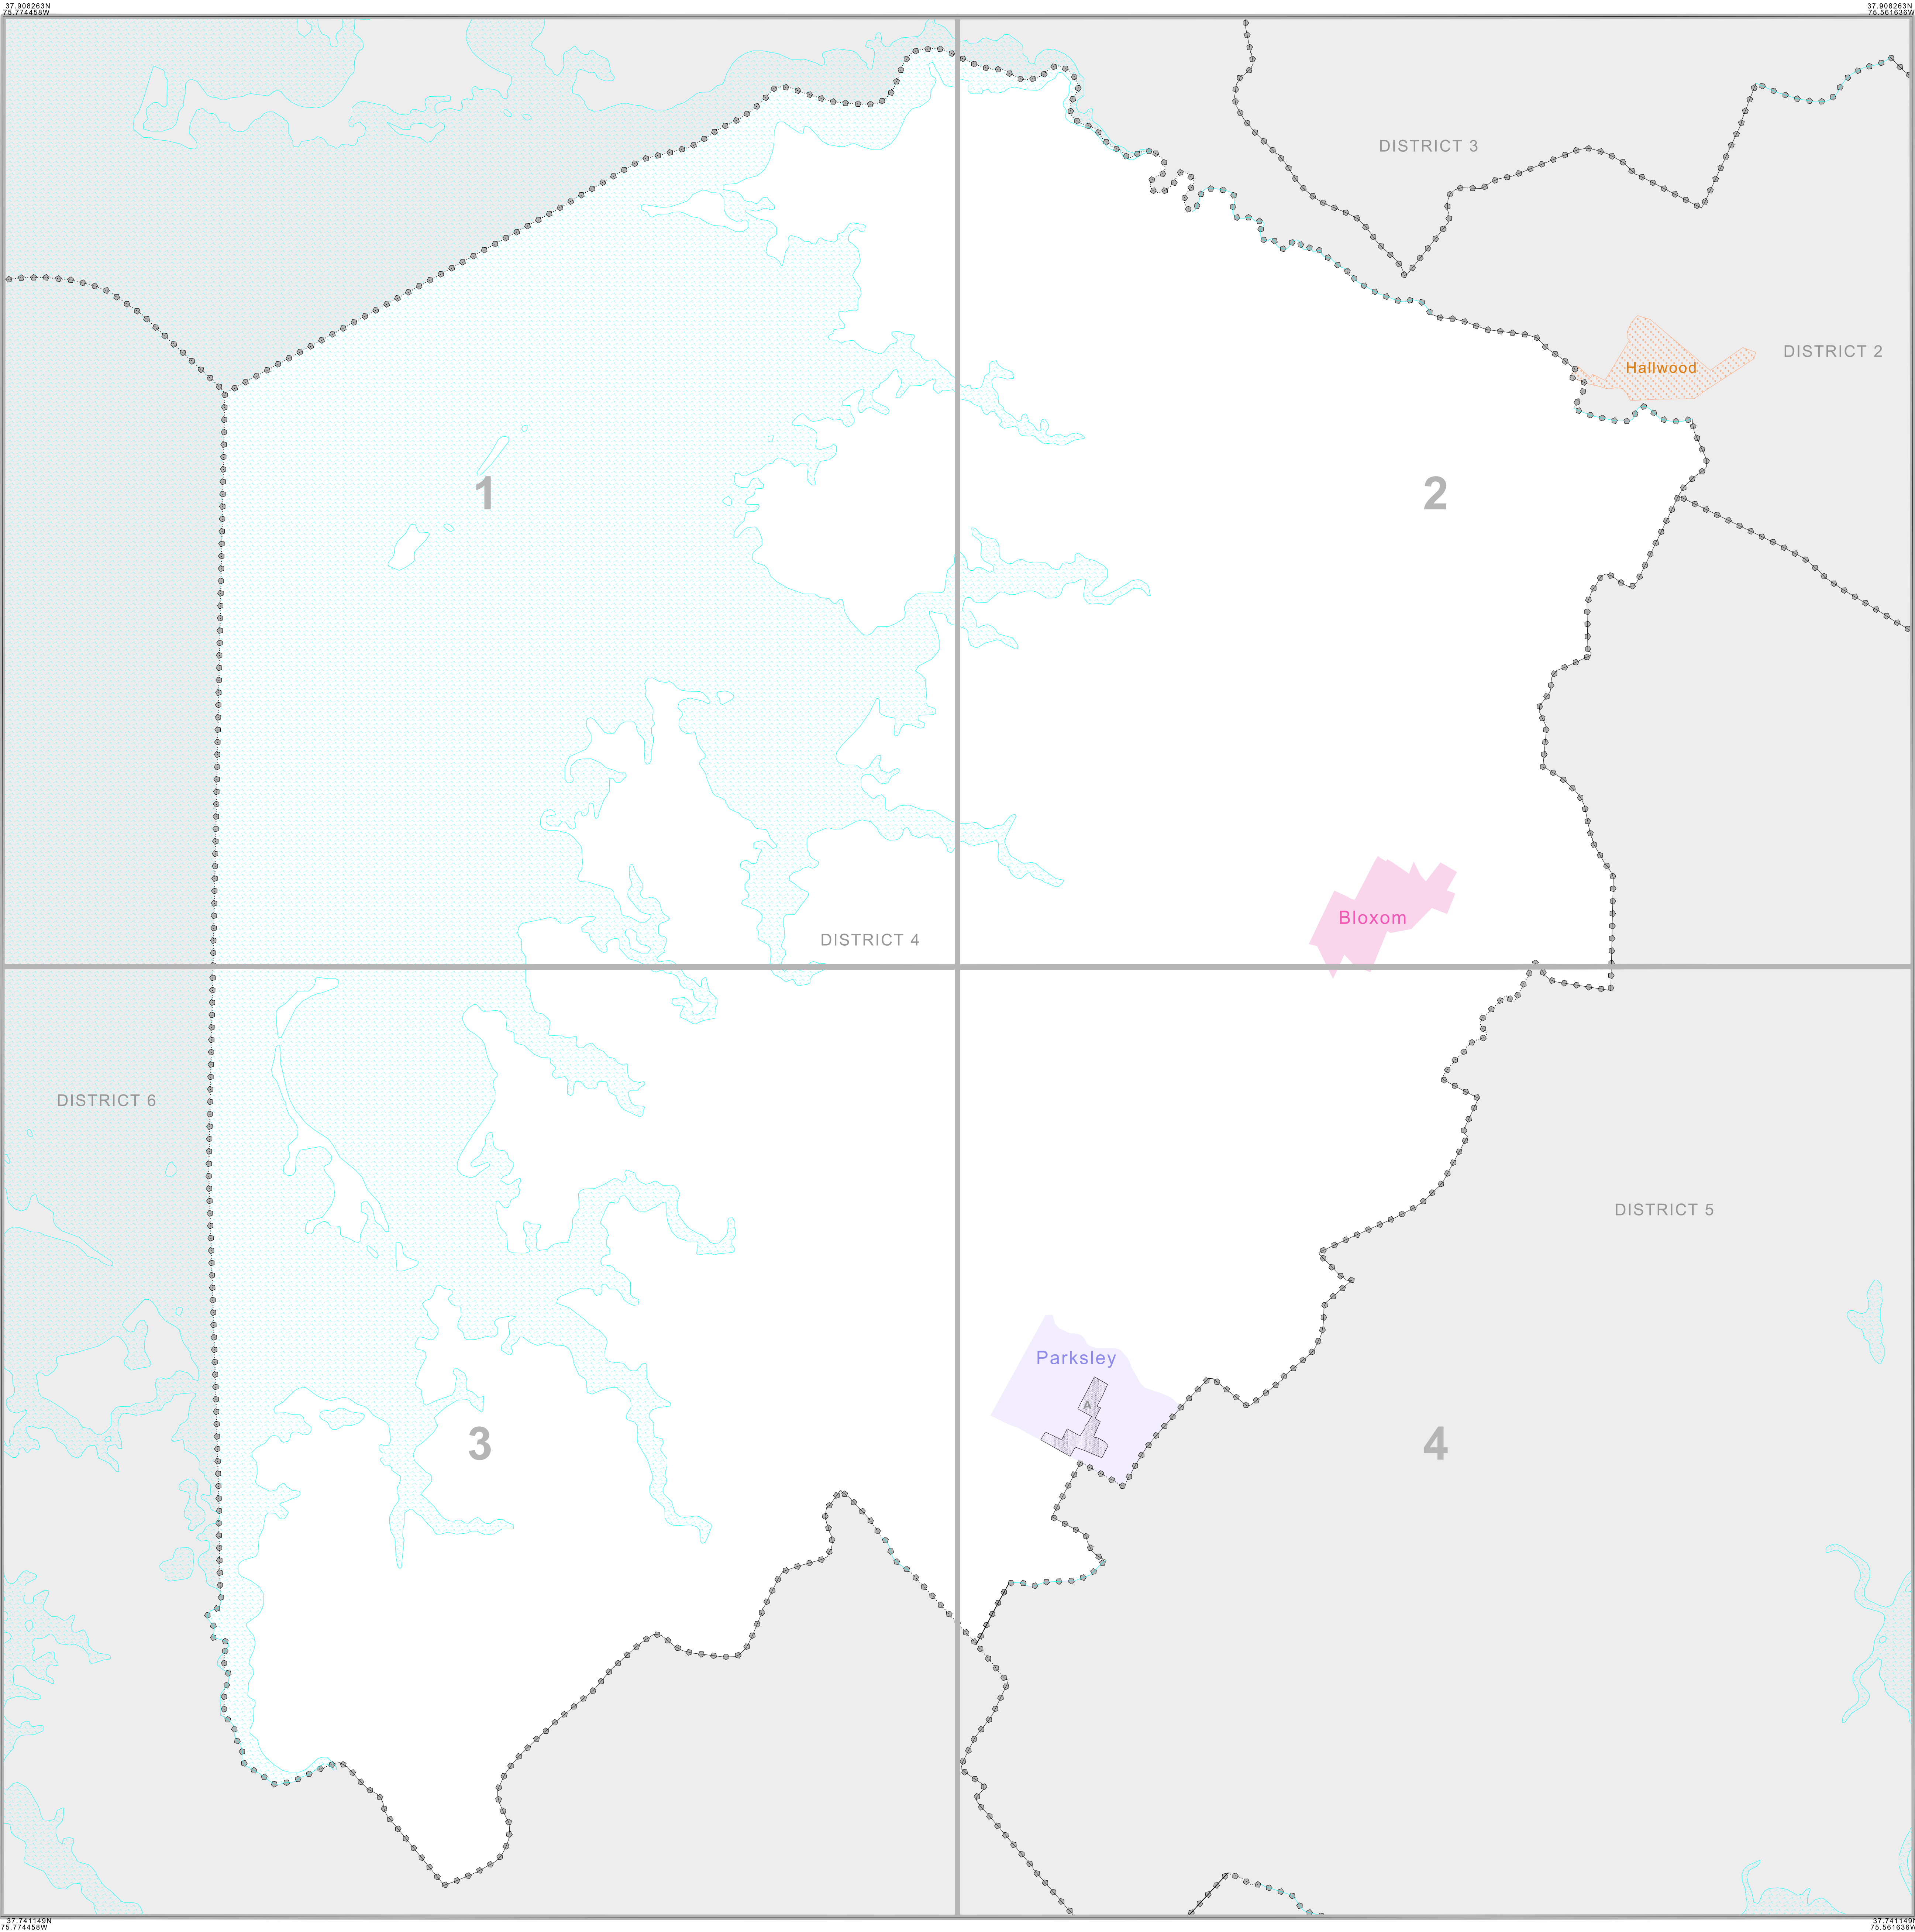 37.908263N
75.774458W
37.908263N
75.561636W
DISTRICT 3
DISTRICT 2
Hallwood
1
2
Bloxom
DISTRICT 4
DISTRICT 6
DISTRICT 5
Parksley
A
3
4
37.741149N
75.774458W
37.741149N
75.561636W